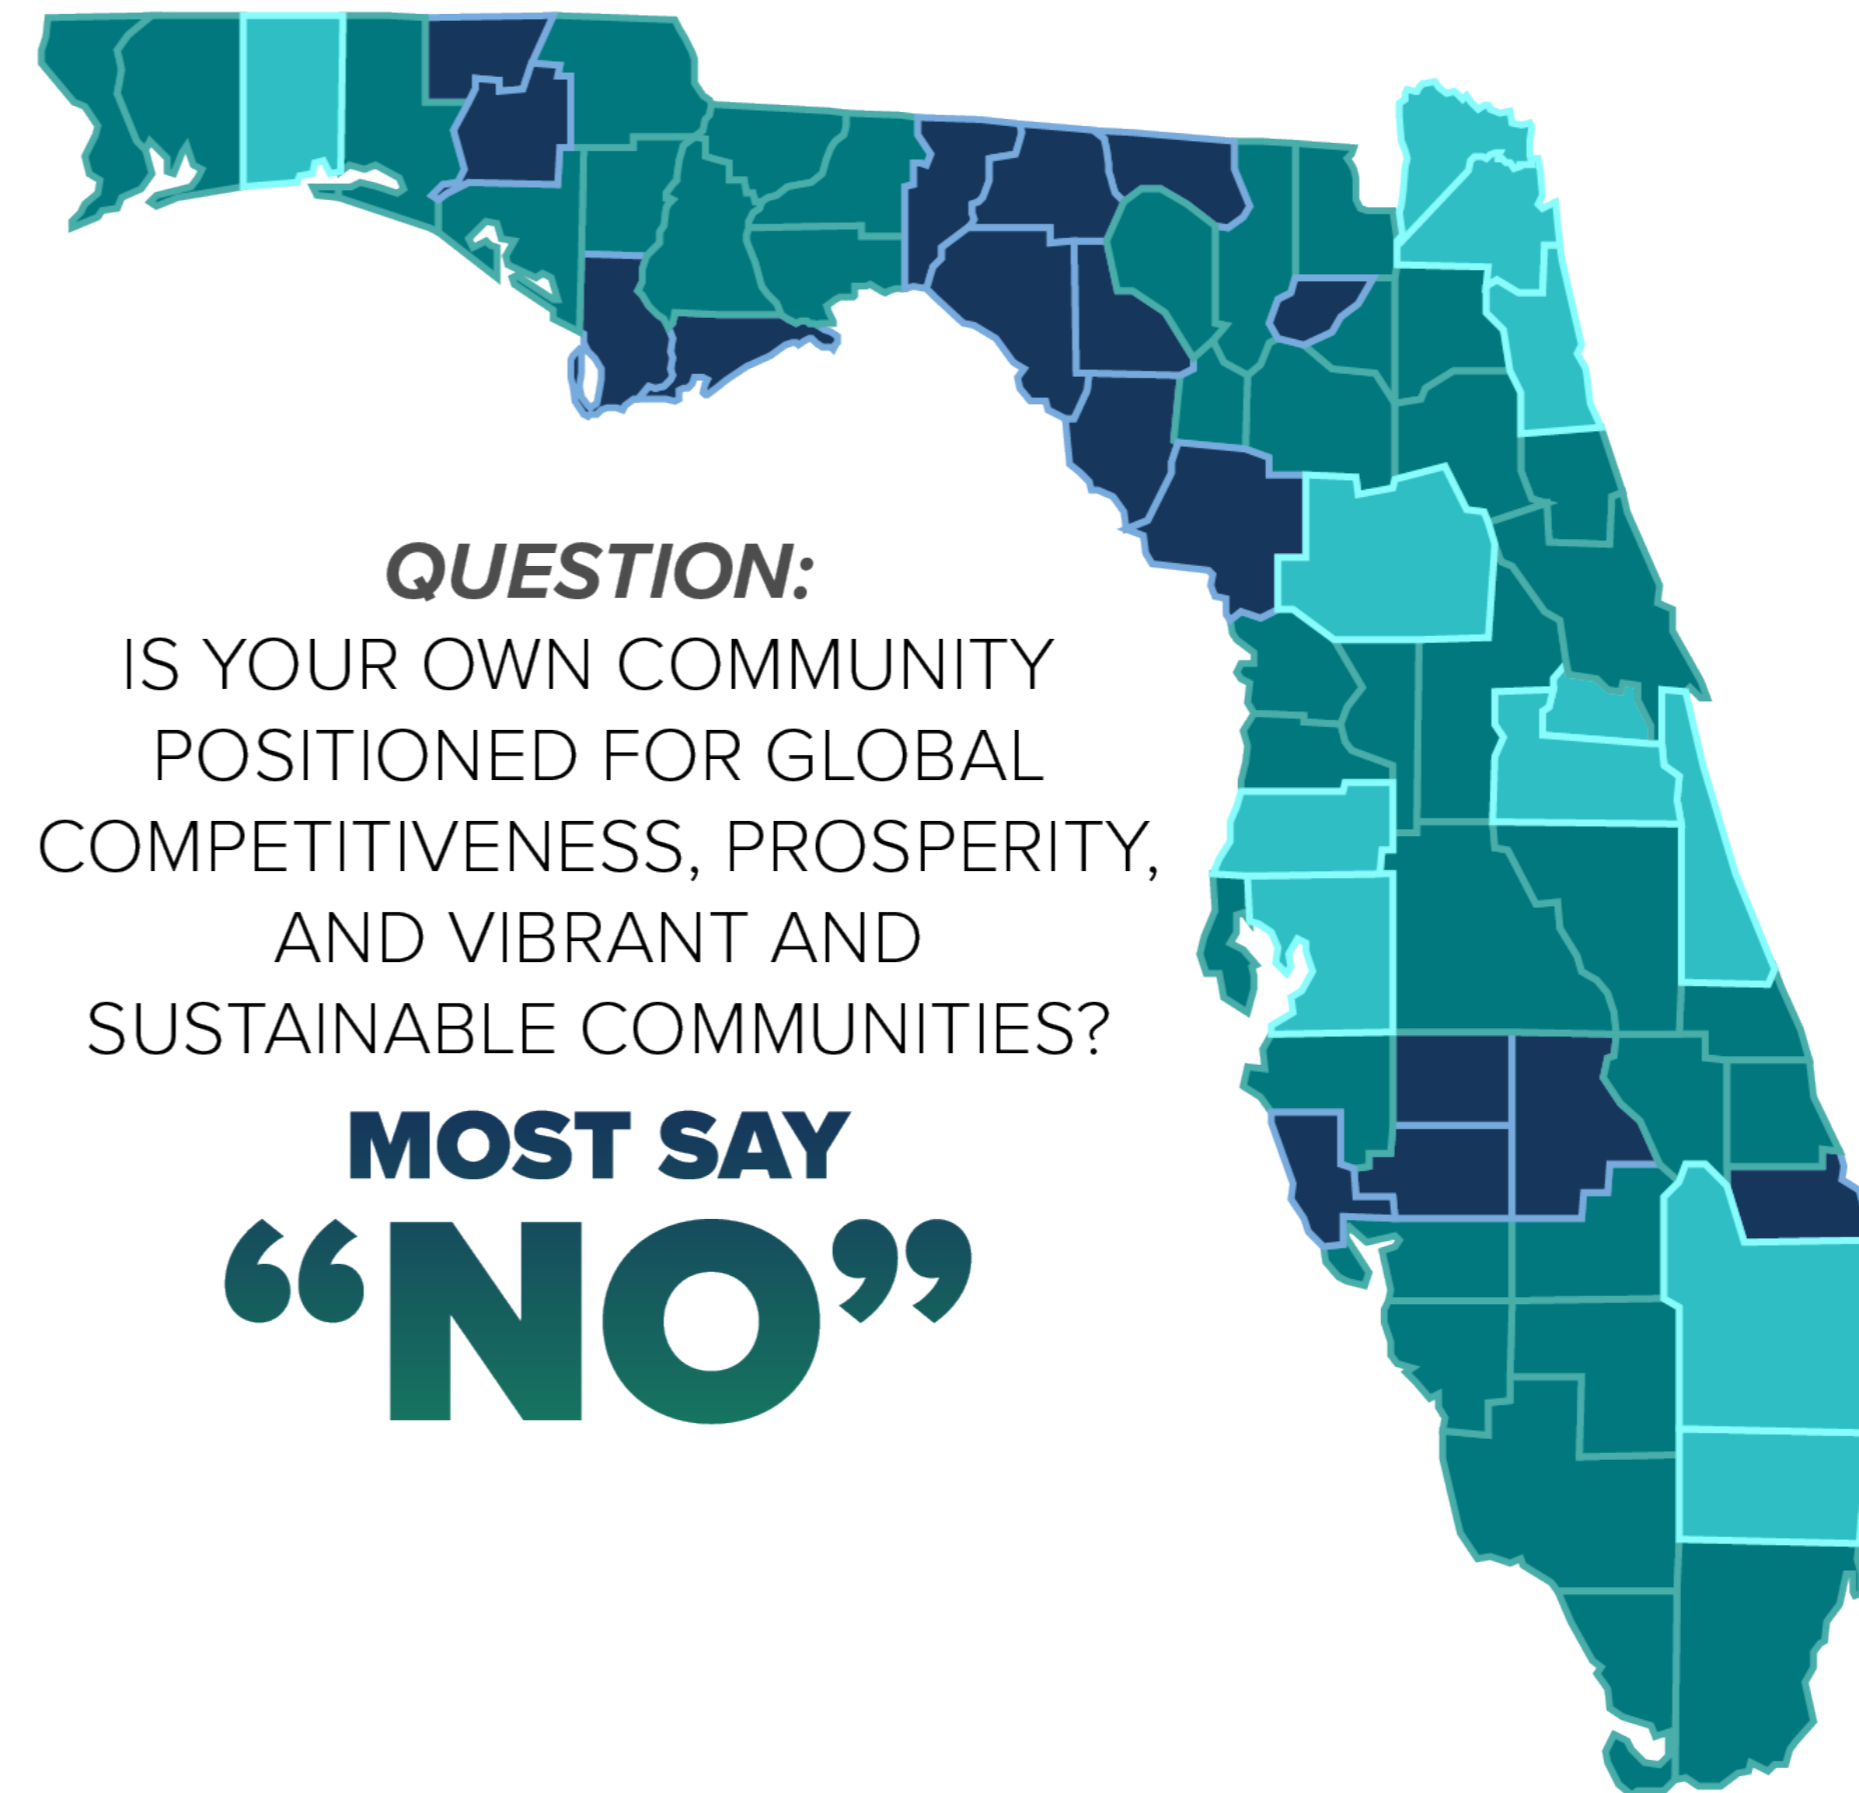 QUESTION:
IS YOUR OWN COMMUNITY
POSITIONED FOR GLOBAL
COMPETITIVENESS, PROSPERITY,
AND VIBRANT AND
SUSTAINABLE COMMUNITIES?
MOST SAY
“NO”